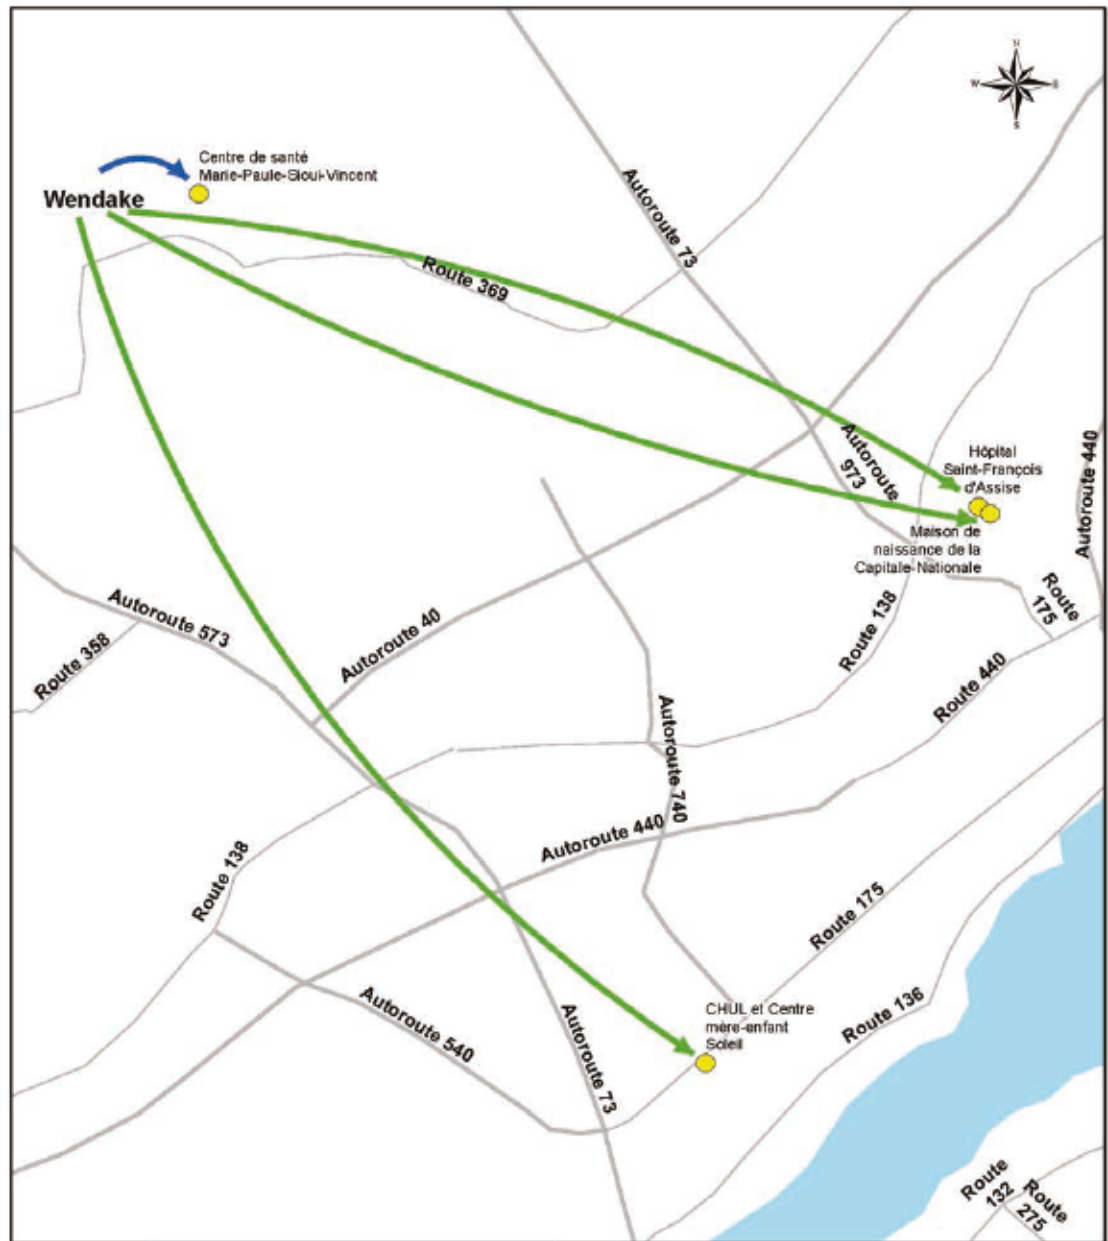 N
W
E
S
Centre de santé
Marie-Paule-Sioui-Vincent
Wendake
Autoroute 73
Route 369
Autoroute
973
Hôpital
Saint-François
d'Assise
Autoroute 440
Maison de
naissance de la
Capitale-Nationale
Route
175
Autoroute 573
Route 358
Autoroute 40
Route 138
Route 440
Autoroute 740
Autoroute 440
Route 138
Route 175
Autoroute 540
Autoroute 73
CHUL et Centre
mère-enfant
Soleil
Route 136
Route
132
Route
275